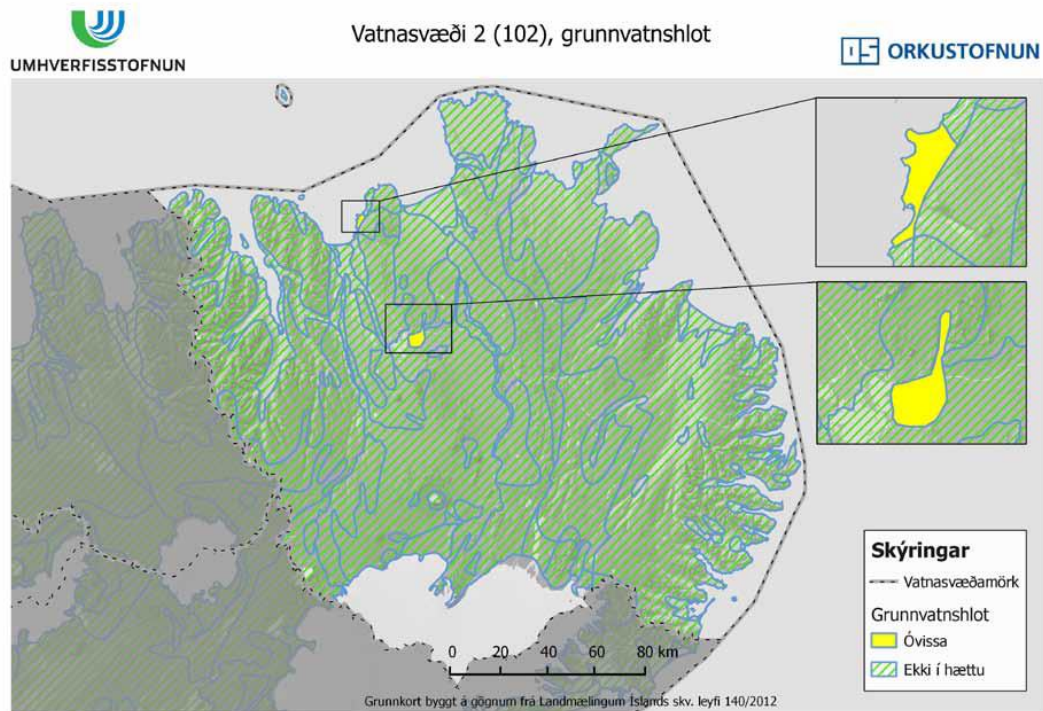 UMHVERFISSTOFNUN
Vatnasvæði 2 (102), grunnvatnshlot
OS ORKUSTOFNUN
Skýringar
Vatnasvæðamörk
Grunnvatnshlot
Óvissa
Ekki í hættu
0 20 40 60 80 km
Grunnkort byggt á gögnum frá Landmælingum Íslands skv. leyfi 140/2012